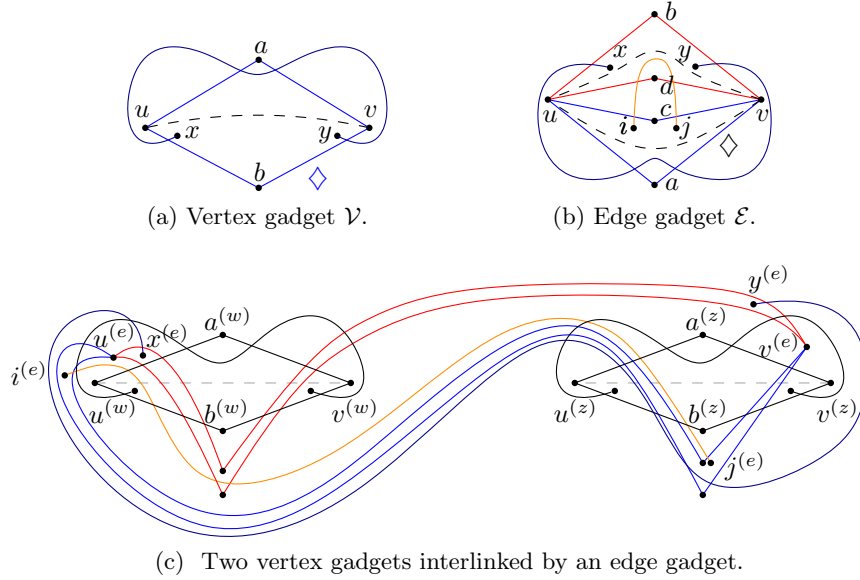 a
b
u
v
x
y
b
x
y
d
u
c
v
i
j
a
(a) Vertex gadget 𝒱.
(b) Edge gadget ℰ.
y^{(e)}
u^{(e)}
x^{(e)}
a^{(w)}
a^{(z)}
v^{(e)}
i^{(e)}
u^{(w)}
b^{(w)}
v^{(w)}
u^{(z)}
b^{(z)}
v^{(z)}
j^{(e)}
(c) Two vertex gadgets interlinked by an edge gadget.